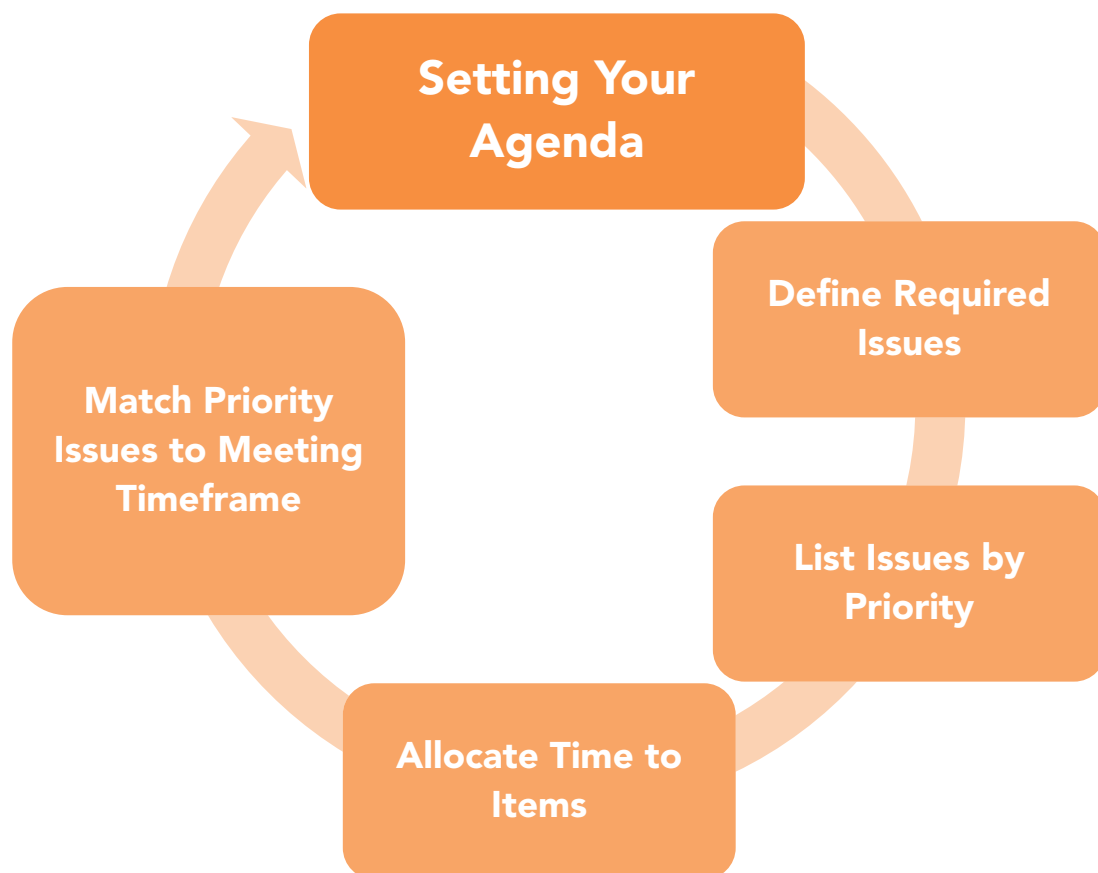 Setting Your
Agenda
Define Required
Issues
List Issues by
Priority
Allocate Time to
Items
Match Priority
Issues to Meeting
Timeframe